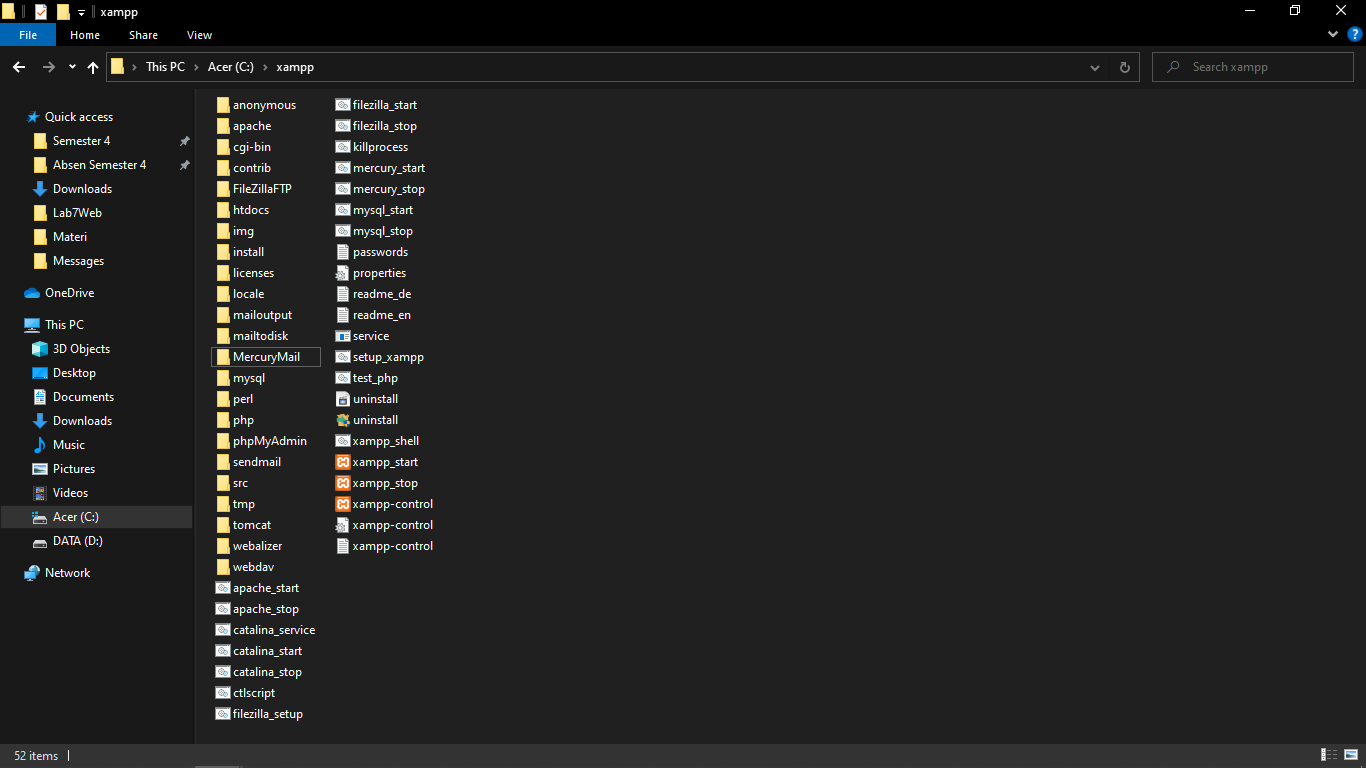 xampp
File Home Share View
This PC Acer (C:) xampp
Search xampp
Quick access
Semester 4
Absen Semester 4
Downloads
Lab7Web
Materi
Messages
OneDrive
This PC
3D Objects
Desktop
Documents
Downloads
Music
Pictures
Videos
Acer (C:)
DATA (D:)
Network
anonymous
apache
cgi-bin
contrib
FileZillaFTP
htdocs
img
install
licenses
locale
mailoutput
mailtodisk
MercuryMail
mysql
perl
php
phpMyAdmin
sendmail
src
tmp
tomcat
webalizer
webdav
apache_start
apache_stop
catalina_service
catalina_start
catalina_stop
ctlscript
filezilla_setup
filezilla_start
filezilla_stop
killprocess
mercury_start
mercury_stop
mysql_start
mysql_stop
passwords
properties
readme_de
readme_en
service
setup_xampp
test_php
uninstall
uninstall
xampp_shell
xampp_start
xampp_stop
xampp-control
xampp-control
xampp-control
52 items